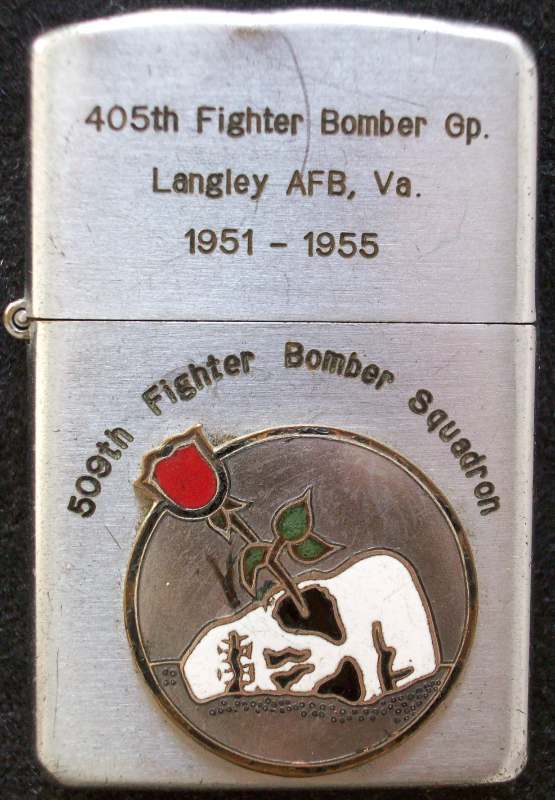 405th Fighter Bomber Gp.
Langley AFB, Va.
1951 - 1955
509th Fighter Bomber Squadron